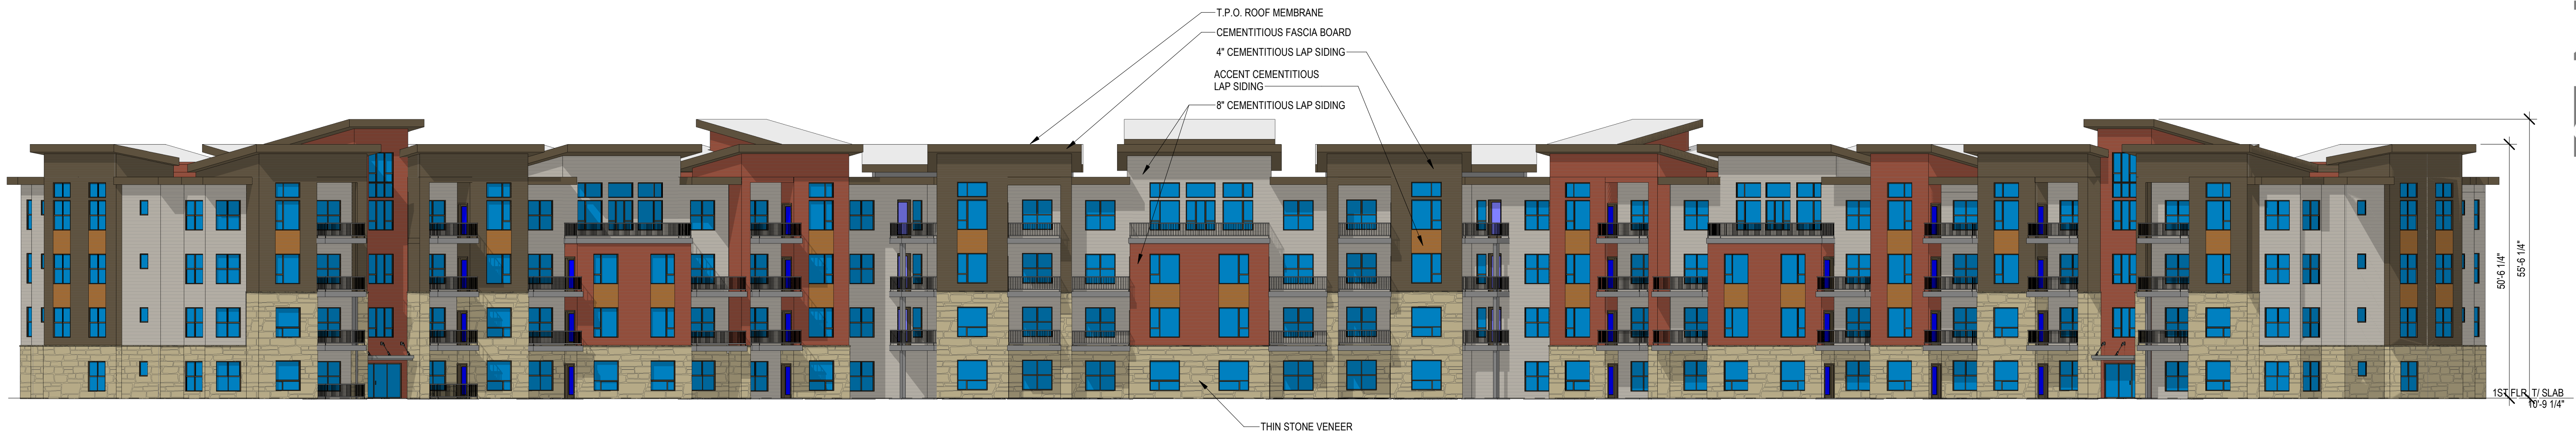 T.P.O. ROOF MEMBRANE
CEMENTITIOUS FASCIA BOARD
4" CEMENTITIOUS LAP SIDING
ACCENT CEMENTITIOUS
LAP SIDING
8" CEMENTITIOUS LAP SIDING
50'-6 1/4"
55'-6 1/4"
1ST FLR T/ SLAB
10'-9 1/4"
THIN STONE VENEER